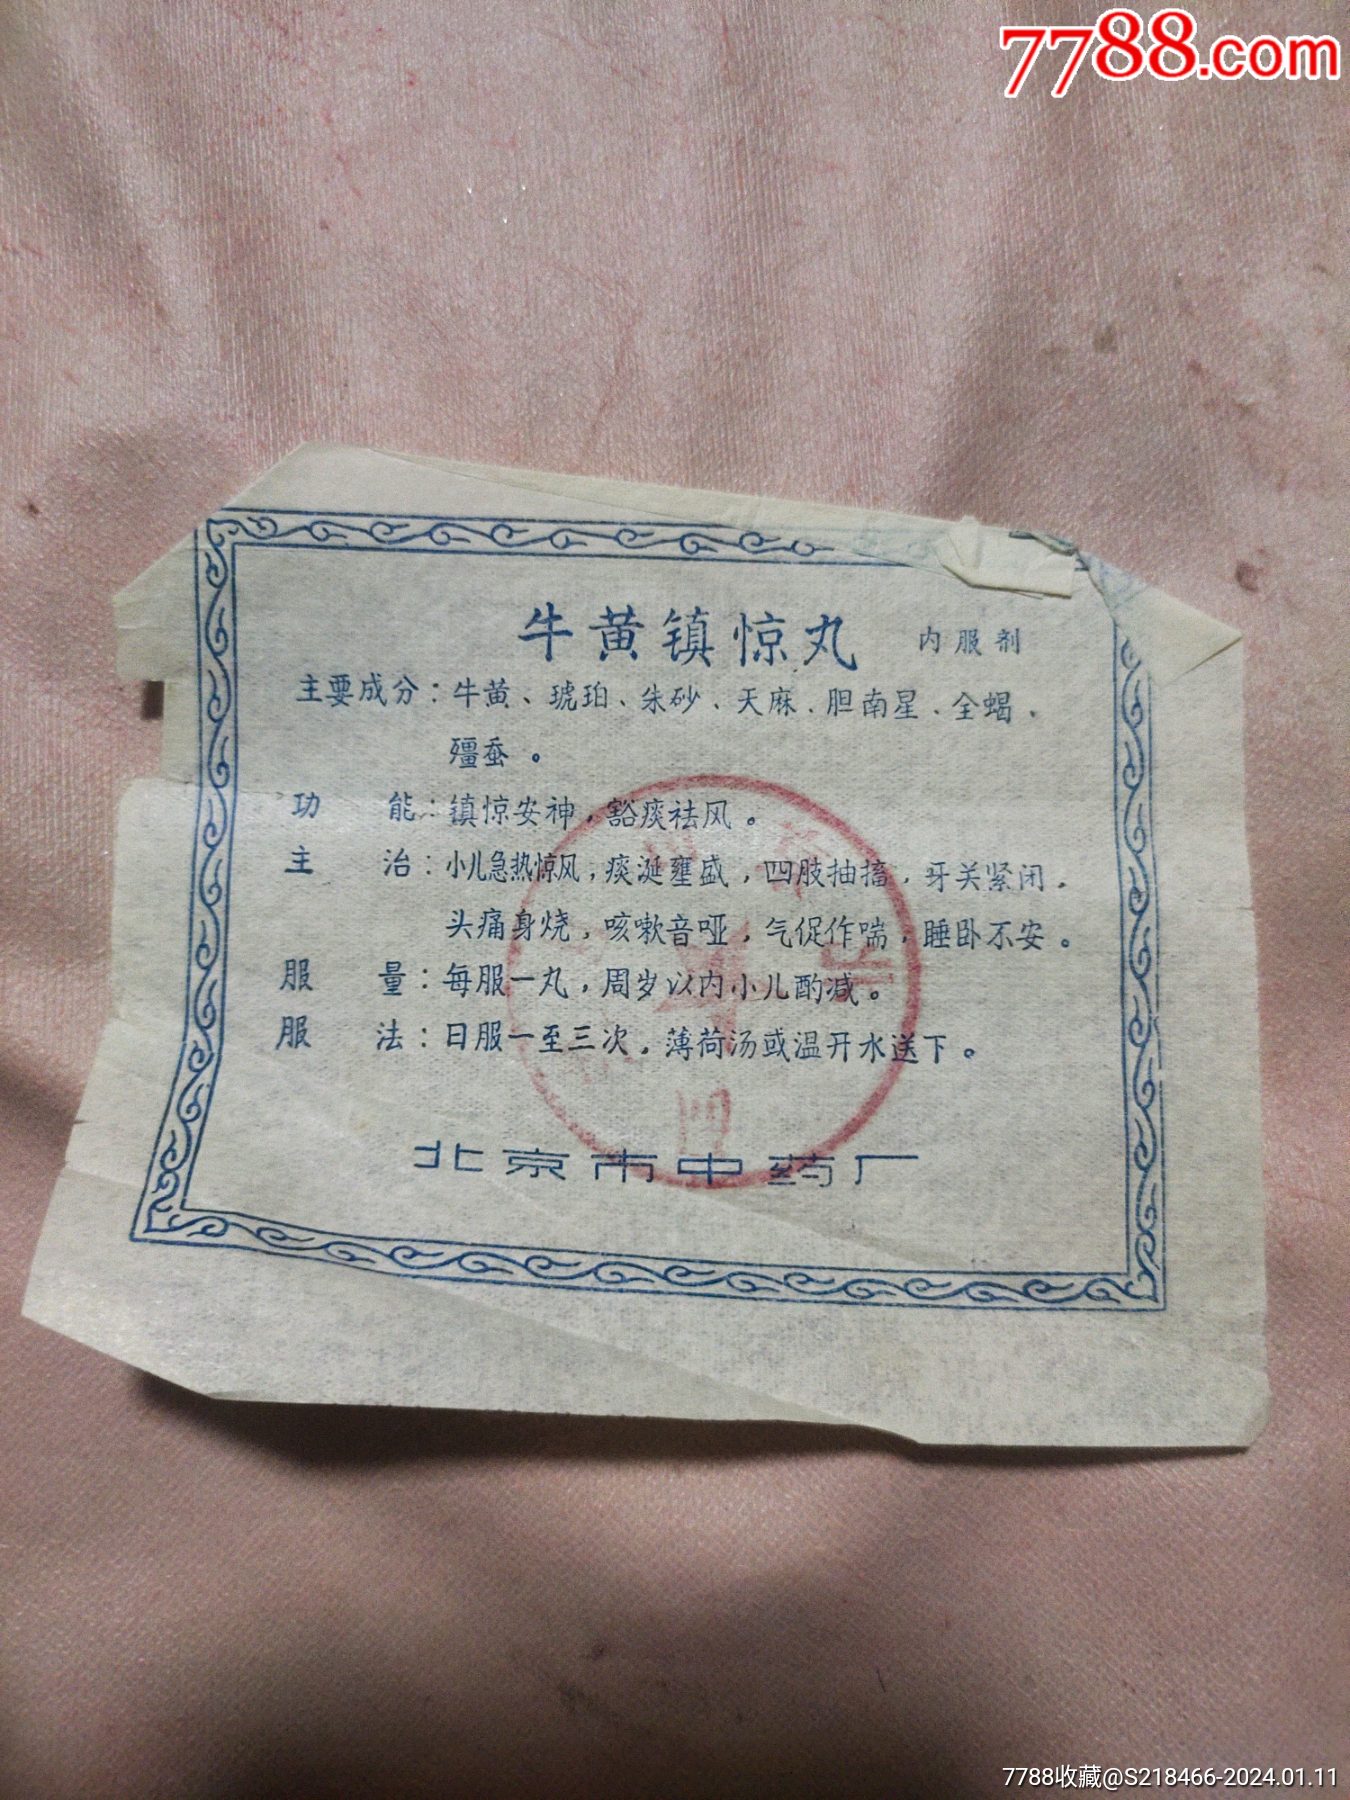 7788.com
牛黄镇惊丸 内服剂
主要成分：牛黄、琥珀、朱砂、天麻、胆南星、全蝎、
殭蚕。
功能：镇惊安神，豁痰祛风。
主治：小儿急热惊风，痰涎壅盛，四肢抽搐，牙关紧闭，
头痛身烧，咳嗽音哑，气促作喘，睡卧不安。
服量：每服一丸，周岁以内小儿酌减。
服法：日服一至三次，薄荷汤或温开水送下。
北京市中药厂
7788收藏@S218466-2024.01.11